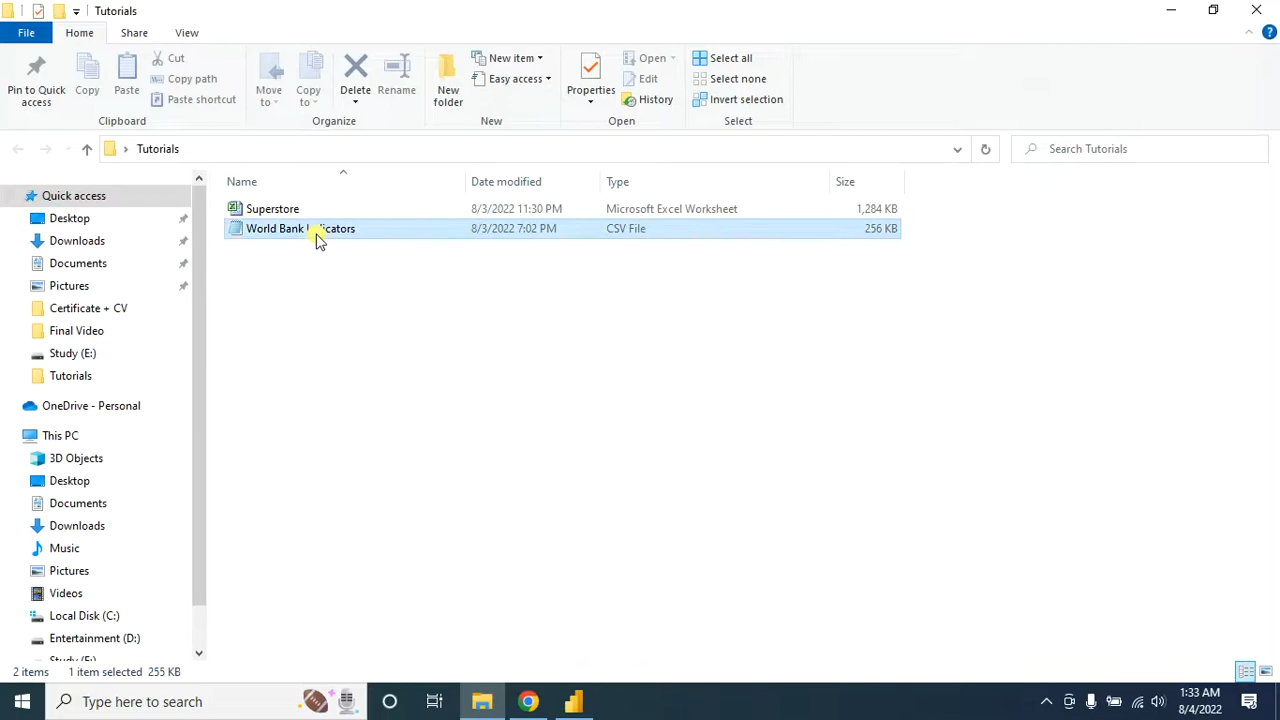 Tutorials
File Home Share View
Pin to Quick access
Copy
Paste
Cut
Copy path
Paste shortcut
Clipboard
Move to
Copy to
Delete
Rename
Organize
New folder
New item
Easy access
New
Properties
Open
Edit
History
Open
Select all
Select none
Invert selection
Select
Tutorials
Search Tutorials
Name Date modified Type Size
Superstore 8/3/2022 11:30 PM Microsoft Excel Worksheet 1,284 KB
World Bank Indicators 8/3/2022 7:02 PM CSV File 256 KB
Quick access
Desktop
Downloads
Documents
Pictures
Certificate + CV
Final Video
Study (E:)
Tutorials
OneDrive - Personal
This PC
3D Objects
Desktop
Documents
Downloads
Music
Pictures
Videos
Local Disk (C:)
Entertainment (D:)
Study (E:)
2 items 1 item selected 255 KB
Type here to search
1:33 AM
8/4/2022